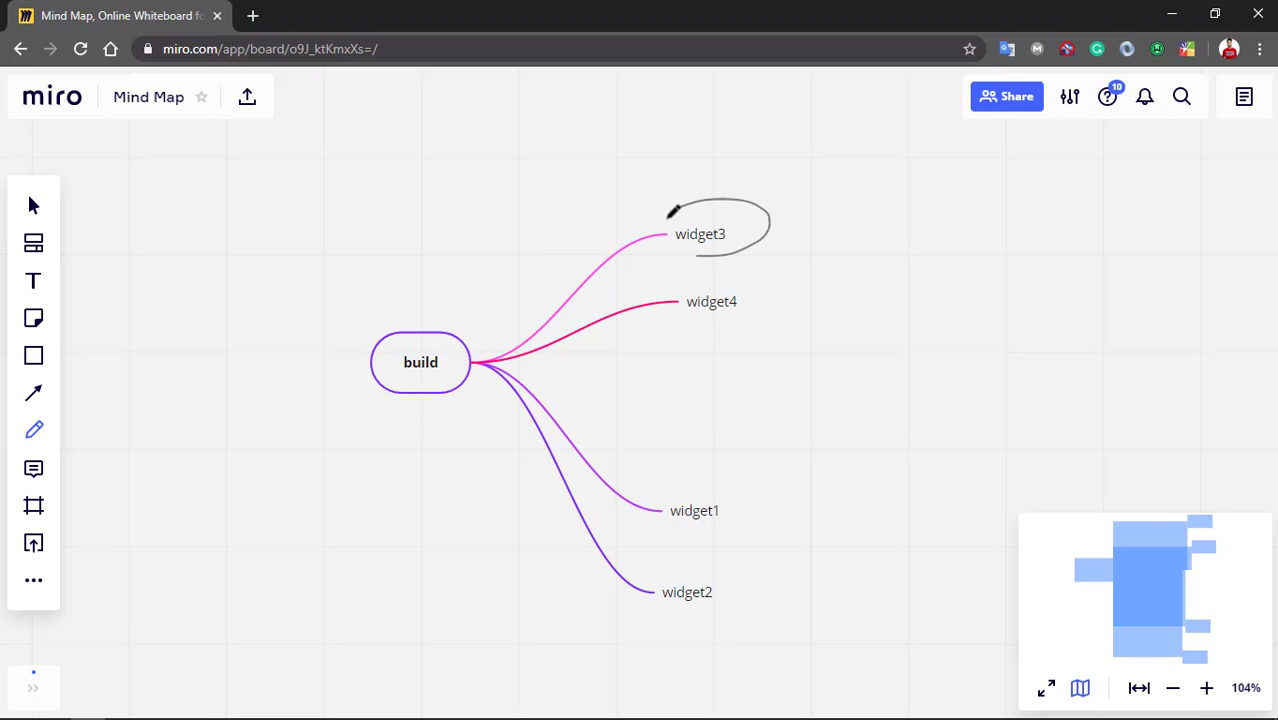 Mind Map, Online Whiteboard fo
miro.com/app/board/o9J_ktKmxXs=/
miro
Mind Map
Share
10
widget3
widget4
build
widget1
widget2
104%